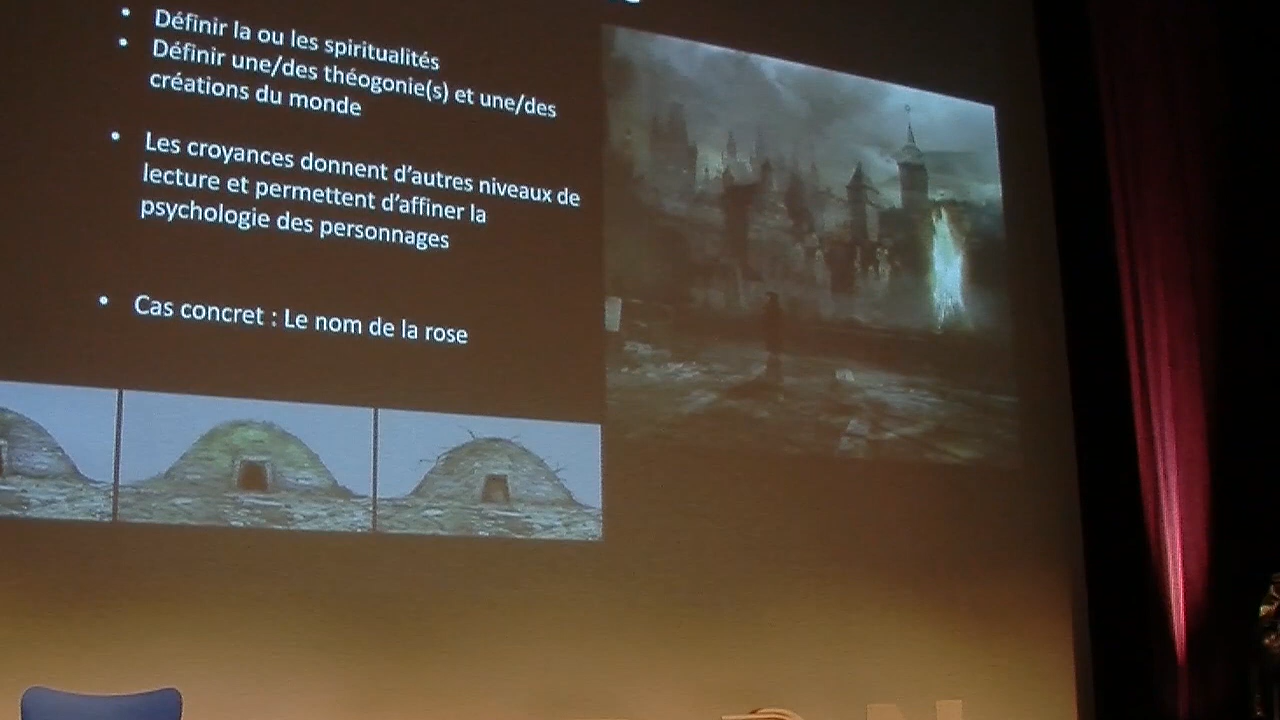 • Définir la ou les spiritualités
• Définir une/des théogonie(s) et une/des
créations du monde
• Les croyances donnent d'autres niveaux de
lecture et permettent d'affiner la
psychologie des personnages
• Cas concret : Le nom de la rose